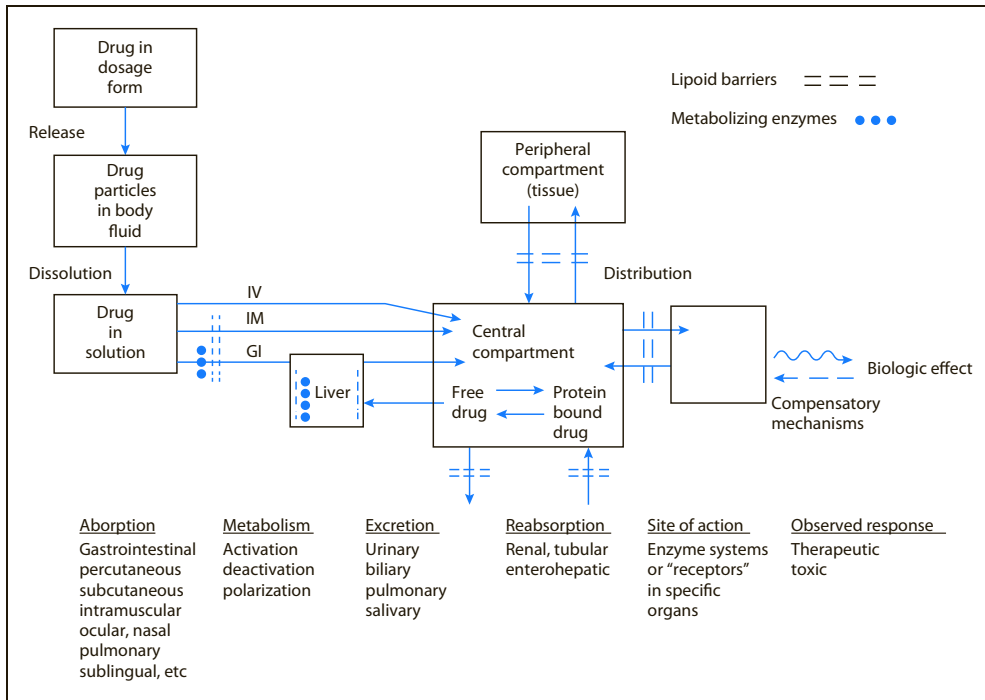 Drug in
dosage
form
Lipoid barriers
Metabolizing enzymes
Release
Drug
particles
in body
fluid
Peripheral
compartment
(tissue)
Dissolution
Distribution
Drug
in
solution
IV
IM
GI
Central
compartment
Liver
Free
drug
Protein
bound
drug
Biologic effect
Compensatory
mechanisms
Aborption
Gastrointestinal
percutaneous
subcutaneous
intramuscular
ocular, nasal
pulmonary
sublingual, etc
Metabolism
Activation
deactivation
polarization
Excretion
Urinary
biliary
pulmonary
salivary
Reabsorption
Renal, tubular
enterohepatic
Site of action
Enzyme systems
or “receptors”
in specific
organs
Observed response
Therapeutic
toxic